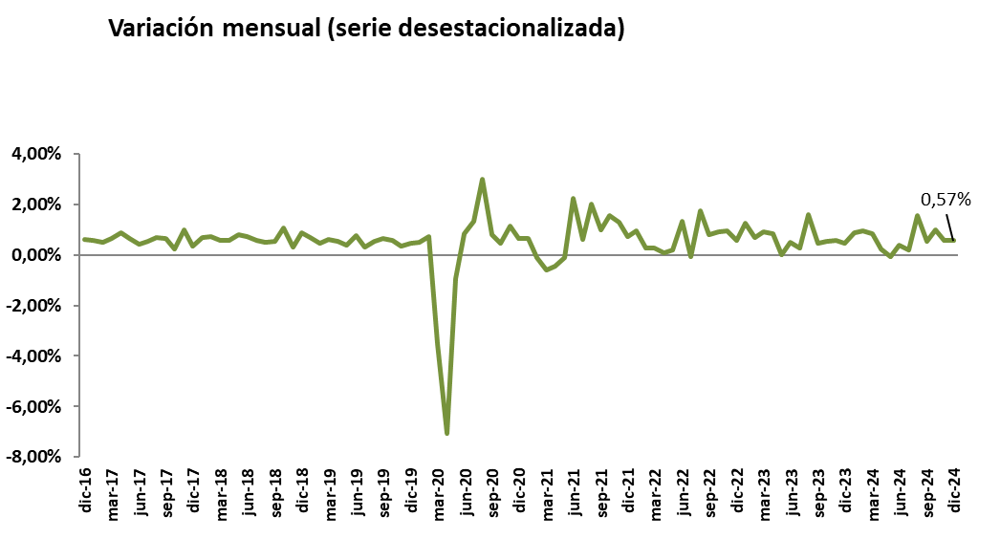 Variación mensual (serie desestacionalizada)
4,00%
2,00%
0,00%
-2,00%
-4,00%
-6,00%
-8,00%
0,57%
dic-16
mar-17
jun-17
sep-17
dic-17
mar-18
jun-18
sep-18
dic-18
mar-19
jun-19
sep-19
dic-19
mar-20
jun-20
sep-20
dic-20
mar-21
jun-21
sep-21
dic-21
mar-22
jun-22
sep-22
dic-22
mar-23
jun-23
sep-23
dic-23
mar-24
jun-24
sep-24
dic-24